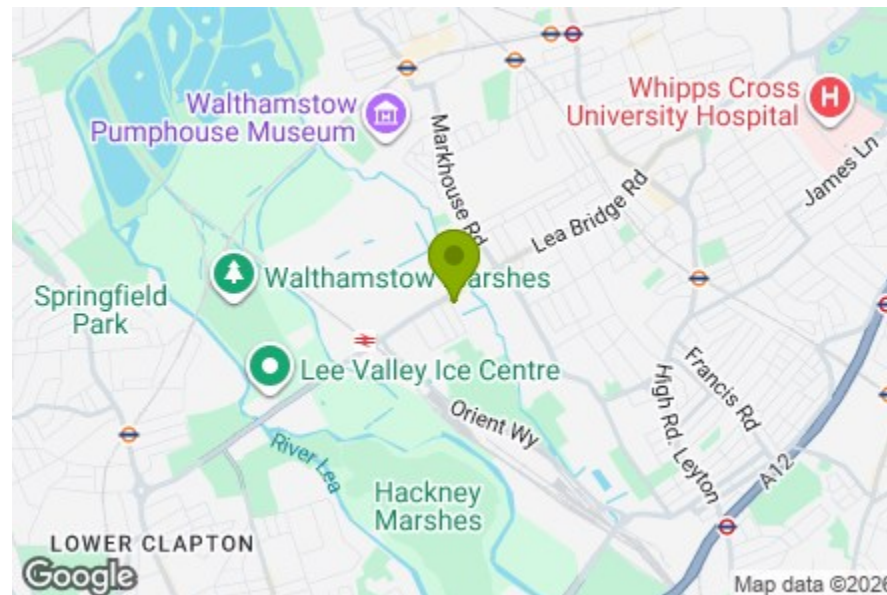 Whipps Cross
University Hospital
H
Walthamstow
Pumphouse Museum
Markhouse Rd
James Ln
Lea Bridge Rd
Walthamstow Marshes
Springfield
Park
Lee Valley Ice Centre
Francis Rd
High Rd. Leyton
Orient Wy
A12
River Lea
Hackney
Marshes
LOWER CLAPTON
Google
Map data ©2026